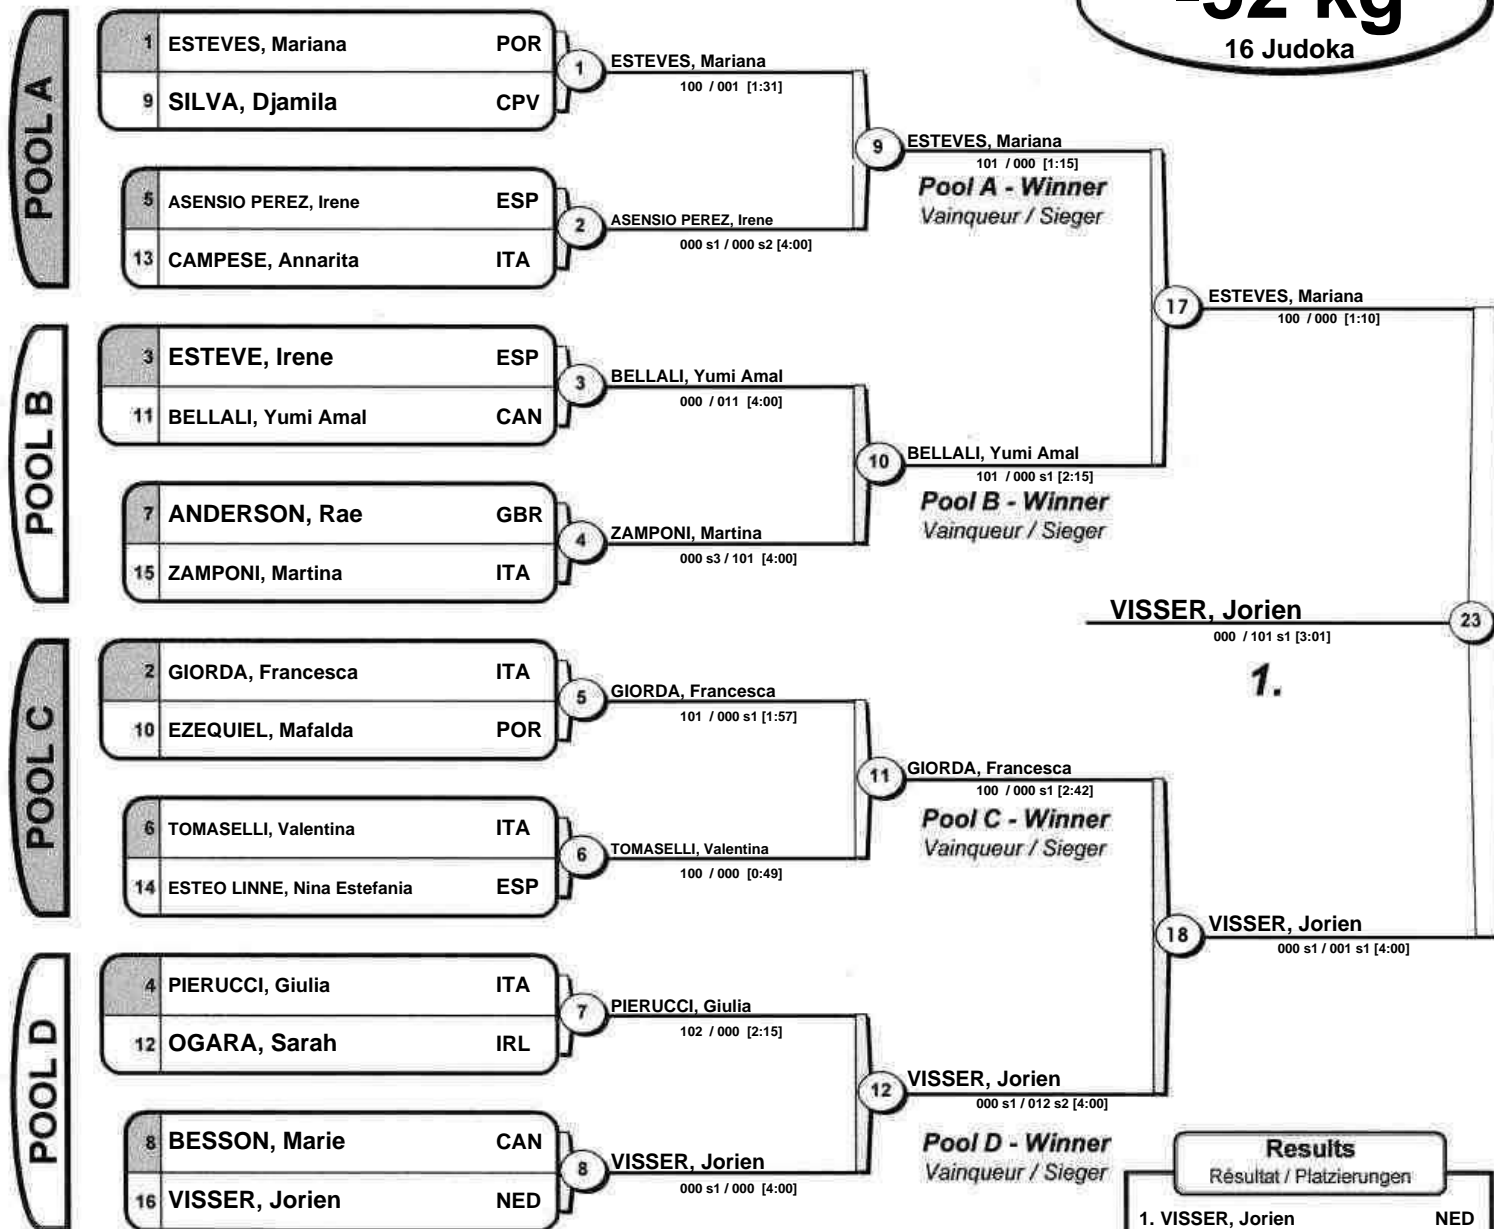 -52 kg
16 Judoka
POOL A
1 ESTEVES, Mariana POR
9 SILVA, Djamila CPV
5 ASENSIO PEREZ, Irene ESP
13 CAMPESE, Annarita ITA
1 ESTEVES, Mariana
100 / 001 [1:31]
2 ASENSIO PEREZ, Irene
000 s1 / 000 s2 [4:00]
9 ESTEVES, Mariana
101 / 000 [1:15]
Pool A - Winner
Vainqueur / Sieger
POOL B
3 ESTEVE, Irene ESP
11 BELLALI, Yumi Amal CAN
7 ANDERSON, Rae GBR
15 ZAMPONI, Martina ITA
3 BELLALI, Yumi Amal
000 / 011 [4:00]
4 ZAMPONI, Martina
000 s3 / 101 [4:00]
10 BELLALI, Yumi Amal
101 / 000 s1 [2:15]
Pool B - Winner
Vainqueur / Sieger
17 ESTEVES, Mariana
100 / 000 [1:10]
VISSER, Jorien 23
000 / 101 s1 [3:01]
1.
POOL C
2 GIORDA, Francesca ITA
10 EZEQUIEL, Mafalda POR
6 TOMASELLI, Valentina ITA
14 ESTEO LINNE, Nina Estefania ESP
5 GIORDA, Francesca
101 / 000 s1 [1:57]
6 TOMASELLI, Valentina
100 / 000 [0:49]
11 GIORDA, Francesca
100 / 000 s1 [2:42]
Pool C - Winner
Vainqueur / Sieger
18 VISSER, Jorien
000 s1 / 001 s1 [4:00]
POOL D
4 PIERUCCI, Giulia ITA
12 OGARA, Sarah IRL
8 BESSON, Marie CAN
16 VISSER, Jorien NED
7 PIERUCCI, Giulia
102 / 000 [2:15]
8 VISSER, Jorien
000 s1 / 000 [4:00]
12 VISSER, Jorien
000 s1 / 012 s2 [4:00]
Pool D - Winner
Vainqueur / Sieger
Results
Résultat / Platzierungen
1. VISSER, Jorien NED